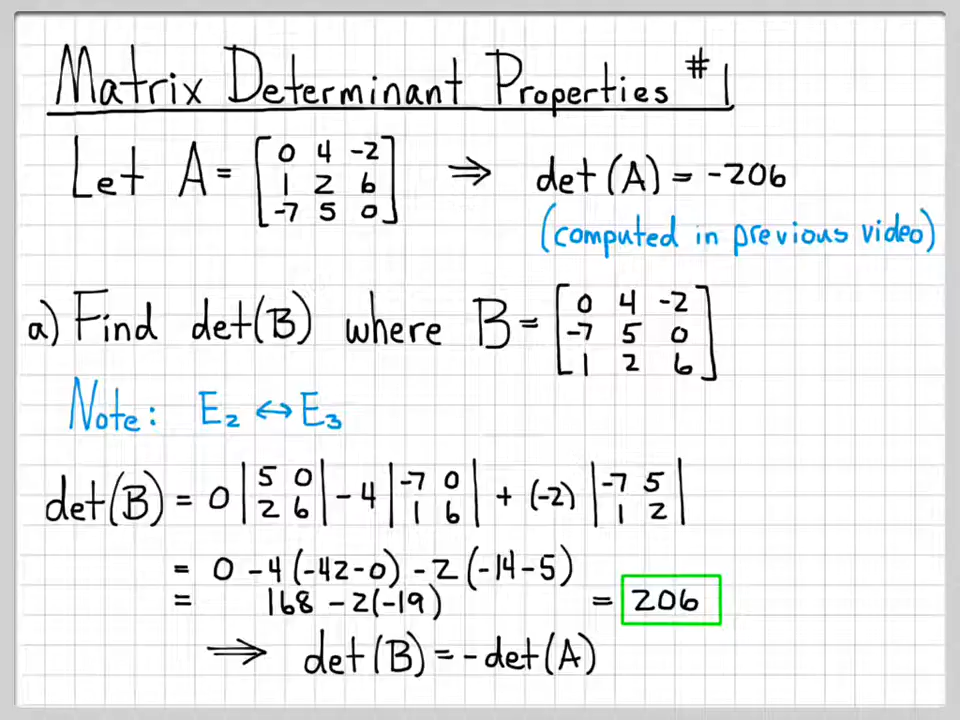 Matrix Determinant Properties #1
Let A = [0 4 -2; 1 2 6; -7 5 0] ⇒ det(A) = -206
(computed in previous video)
a) Find det(B) where B = [0 4 -2; -7 5 0; 1 2 6]
Note: E₂ ↔ E₃
det(B) = 0 |5 0; 2 6| - 4 |-7 0; 1 6| + (-2) |-7 5; 1 2|
= 0 - 4(-42-0) - 2(-14-5)
= 168 - 2(-19) = 206
⇒ det(B) = -det(A)